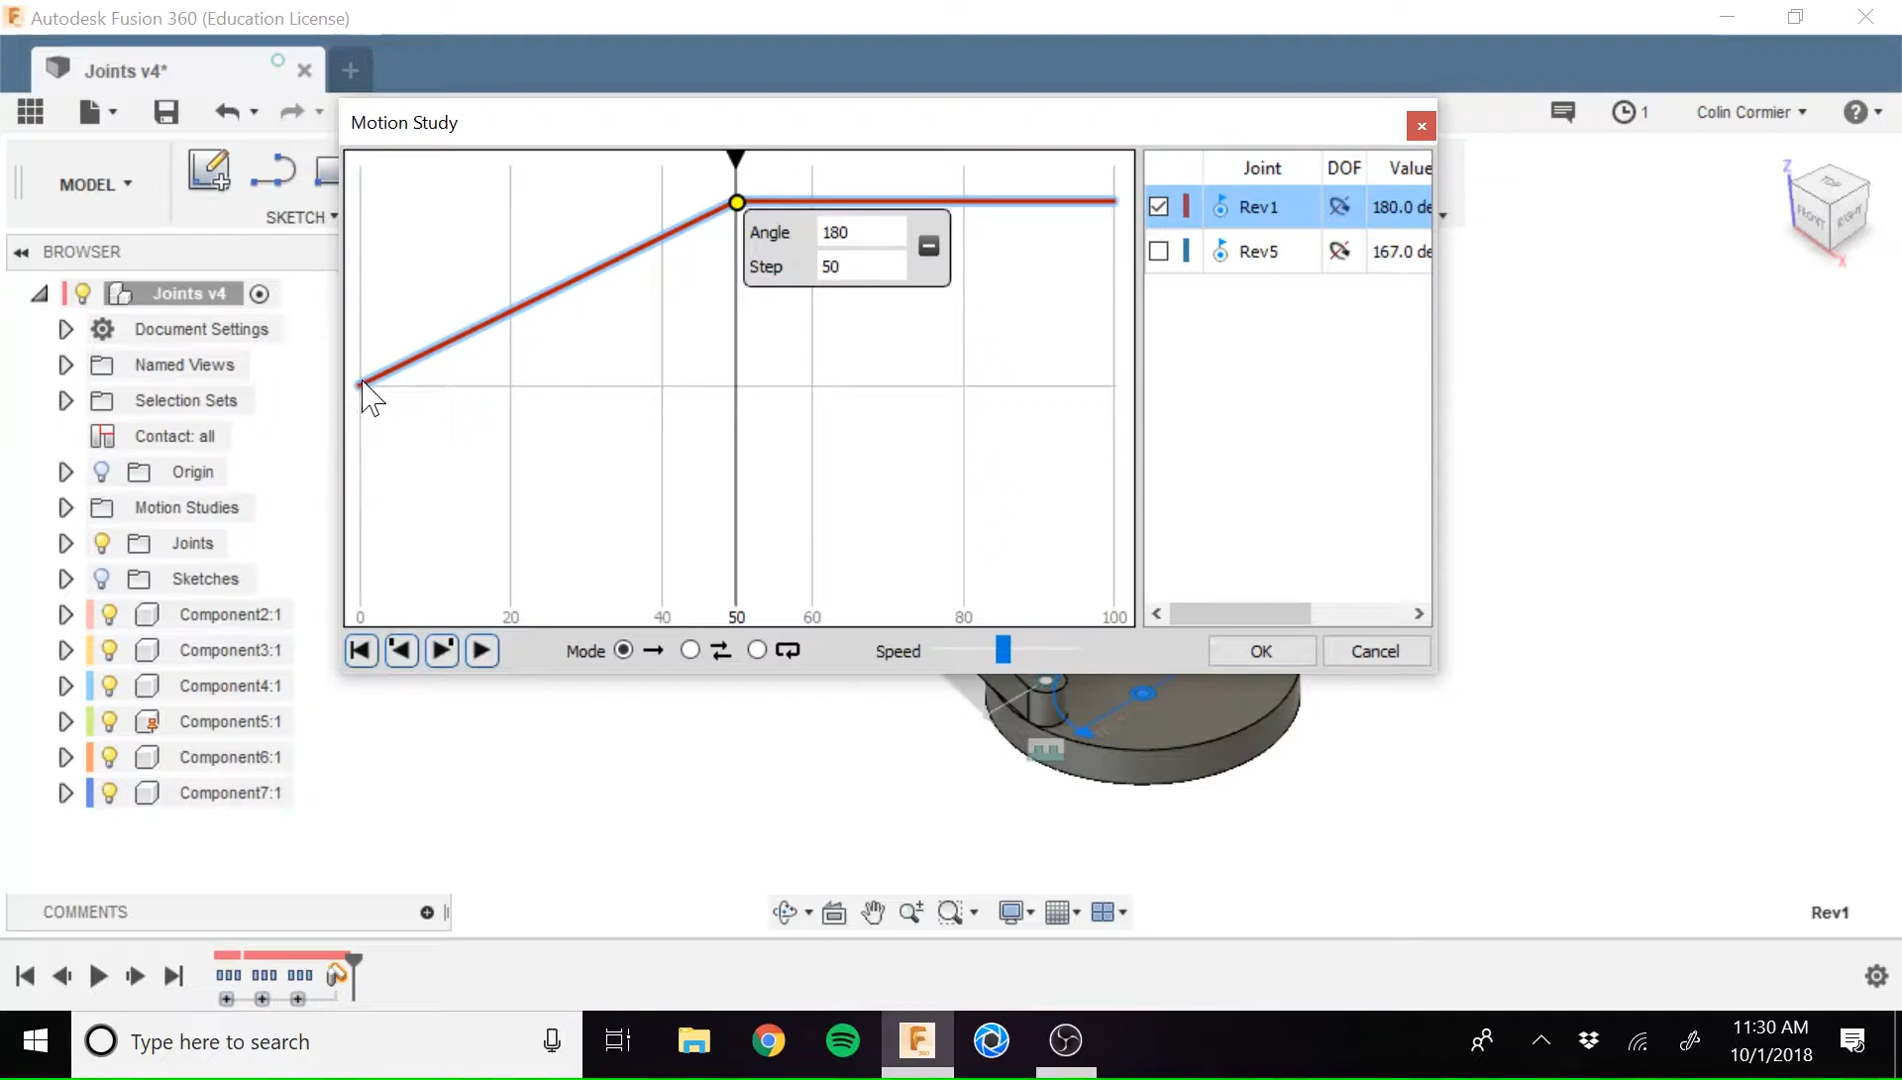 Autodesk Fusion 360 (Education License)
Joints v4*
1
Colin Cormier
MODEL
SKETCH
Motion Study
Joint DOF Value
Rev1 180.0 de
Rev5 167.0 de
Angle 180
Step 50
0 20 40 50 60 80 100
Mode
Speed
OK
Cancel
TOP
FRONT
RIGHT
Z
X
BROWSER
Joints v4
Document Settings
Named Views
Selection Sets
Contact: all
Origin
Motion Studies
Joints
Sketches
Component2:1
Component3:1
Component4:1
Component5:1
Component6:1
Component7:1
COMMENTS
Rev1
Type here to search
11:30 AM
10/1/2018